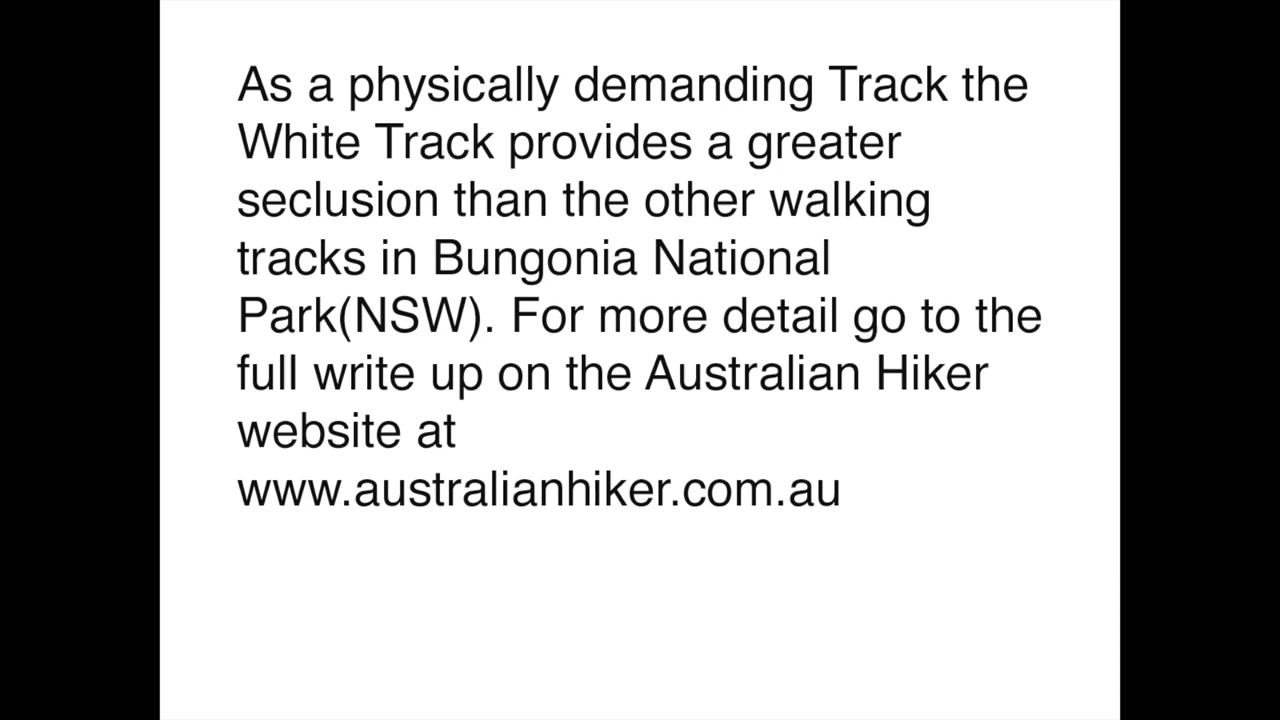 As a physically demanding Track the
White Track provides a greater
seclusion than the other walking
tracks in Bungonia National
Park(NSW). For more detail go to the
full write up on the Australian Hiker
website at
www.australianhiker.com.au